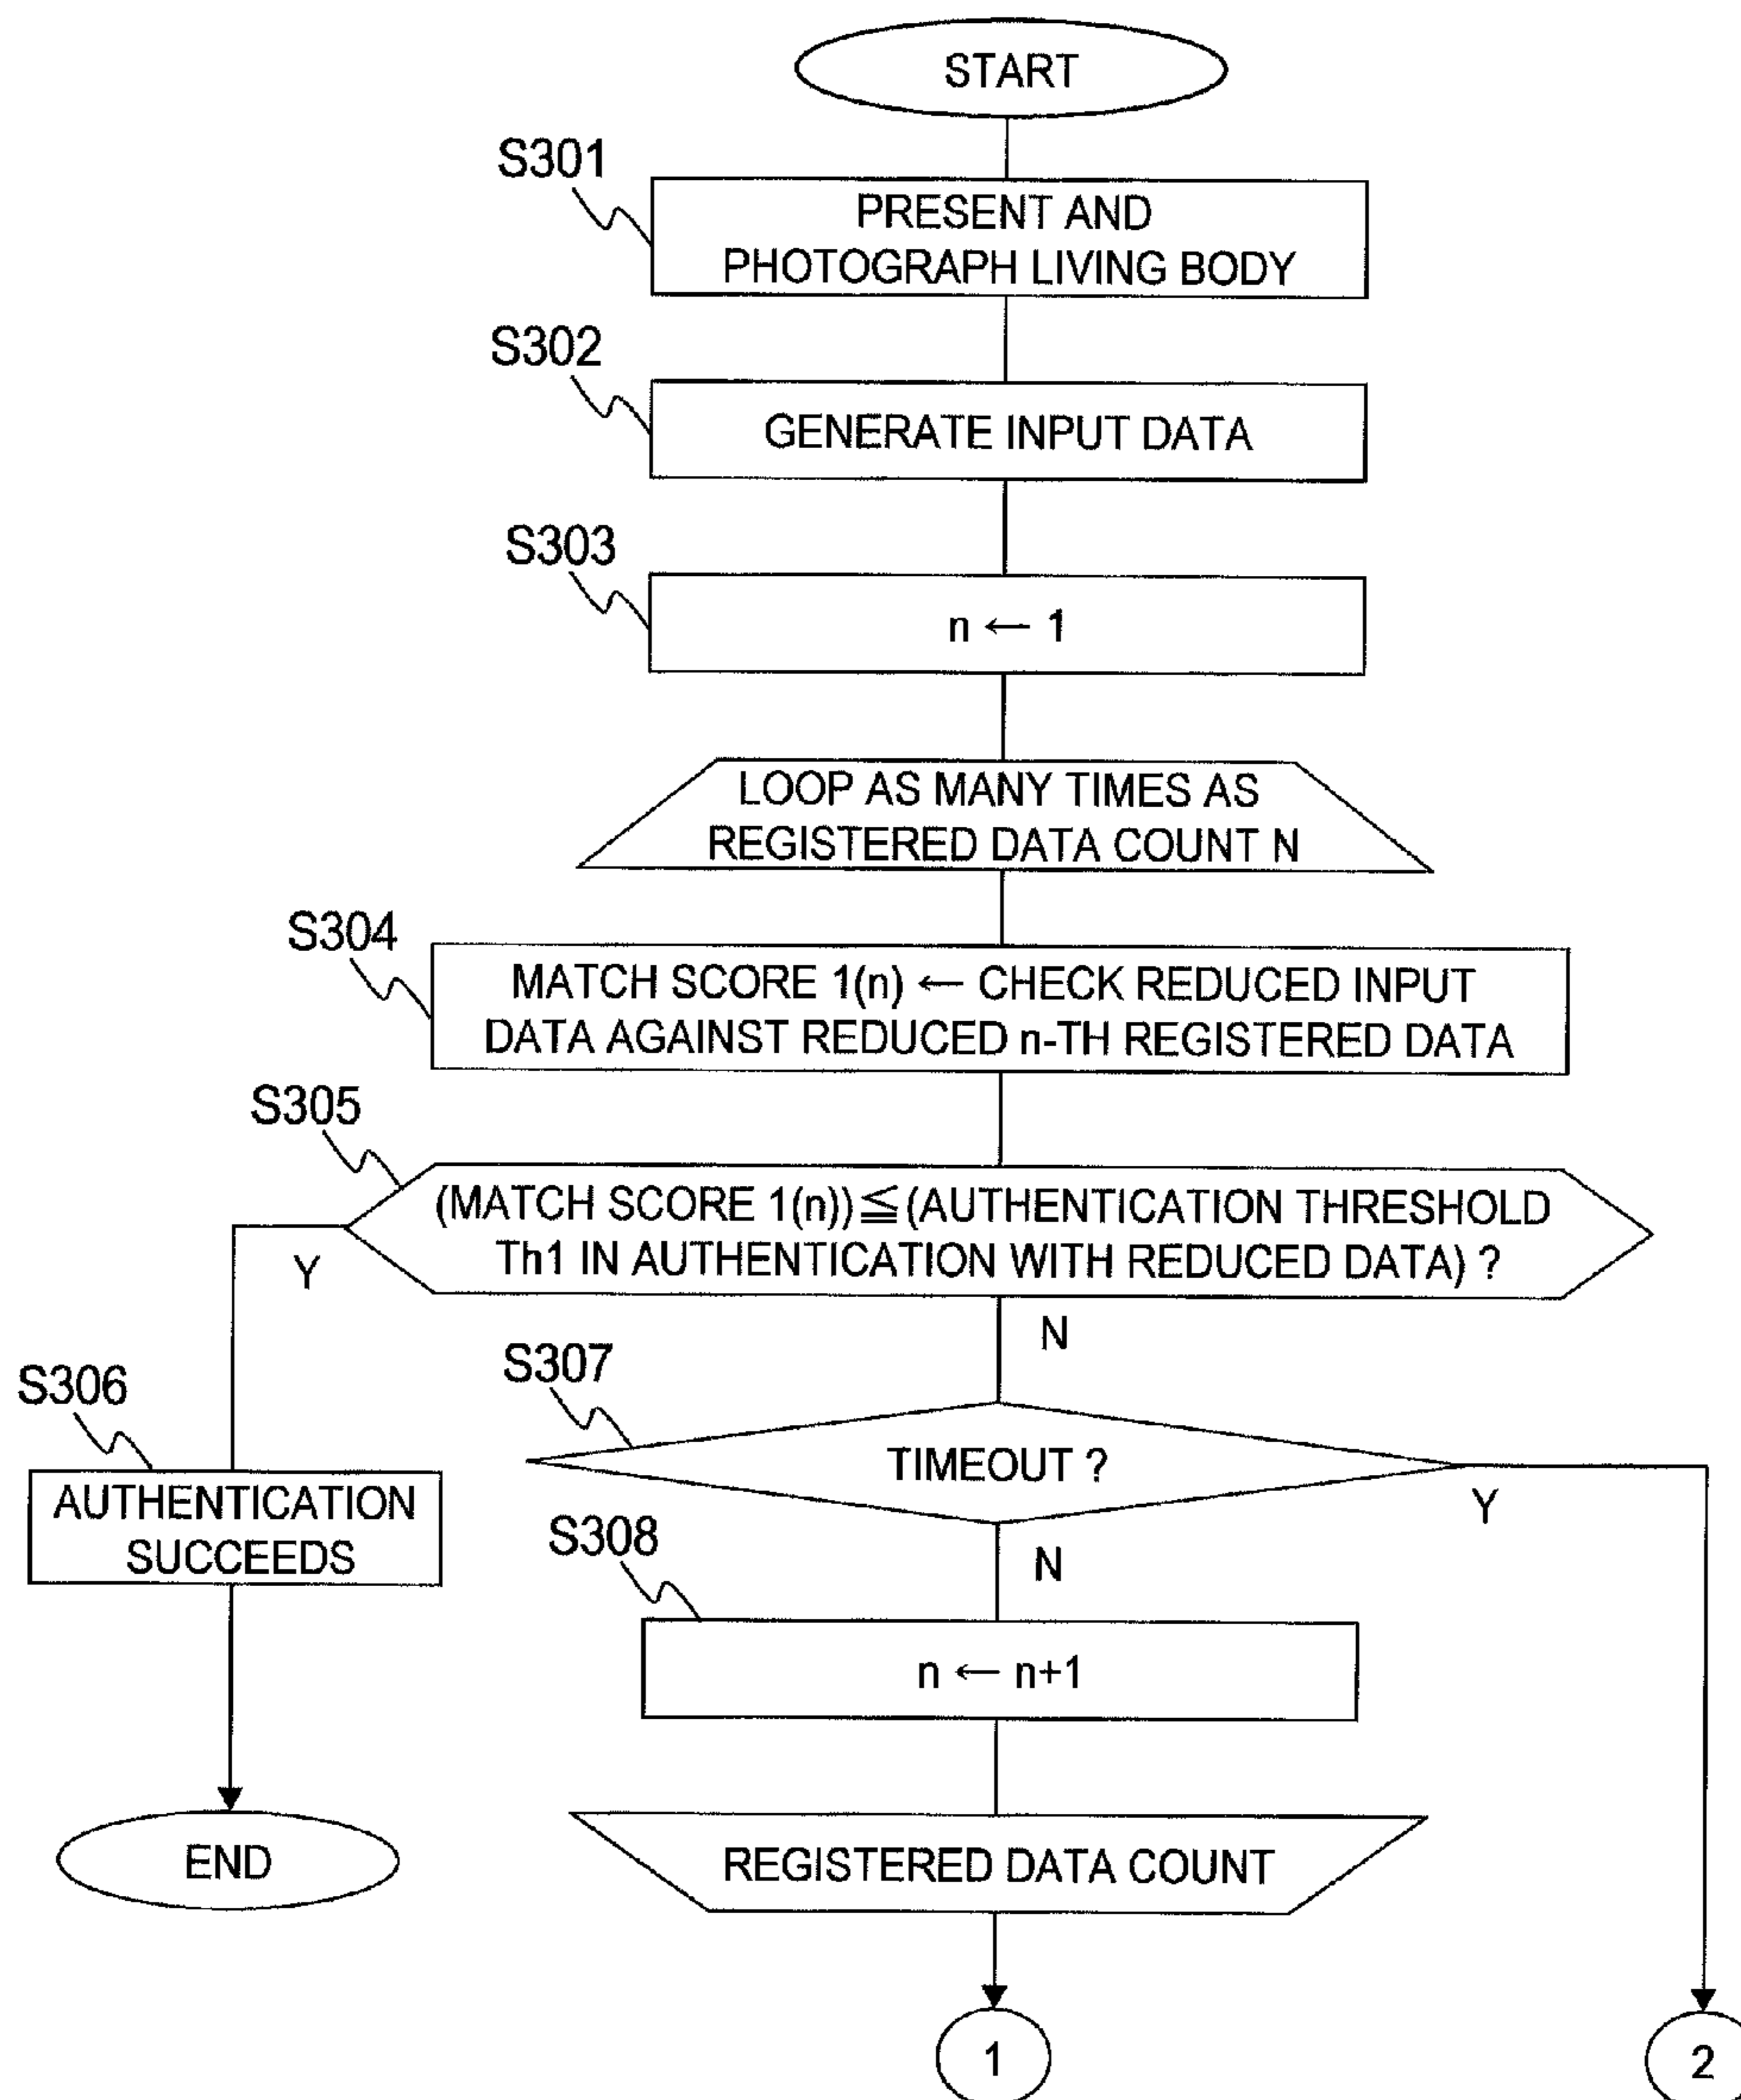 START
S301
PRESENT AND
PHOTOGRAPH LIVING BODY
S302
GENERATE INPUT DATA
S303
n ← 1
LOOP AS MANY TIMES AS
REGISTERED DATA COUNT N
S304
MATCH SCORE 1(n) ← CHECK REDUCED INPUT
DATA AGAINST REDUCED n-TH REGISTERED DATA
S305
(MATCH SCORE 1(n)) ≦ (AUTHENTICATION THRESHOLD
Th1 IN AUTHENTICATION WITH REDUCED DATA) ?
Y
N
S306
AUTHENTICATION
SUCCEEDS
END
S307
TIMEOUT ?
Y
N
S308
n ← n+1
REGISTERED DATA COUNT
1
2